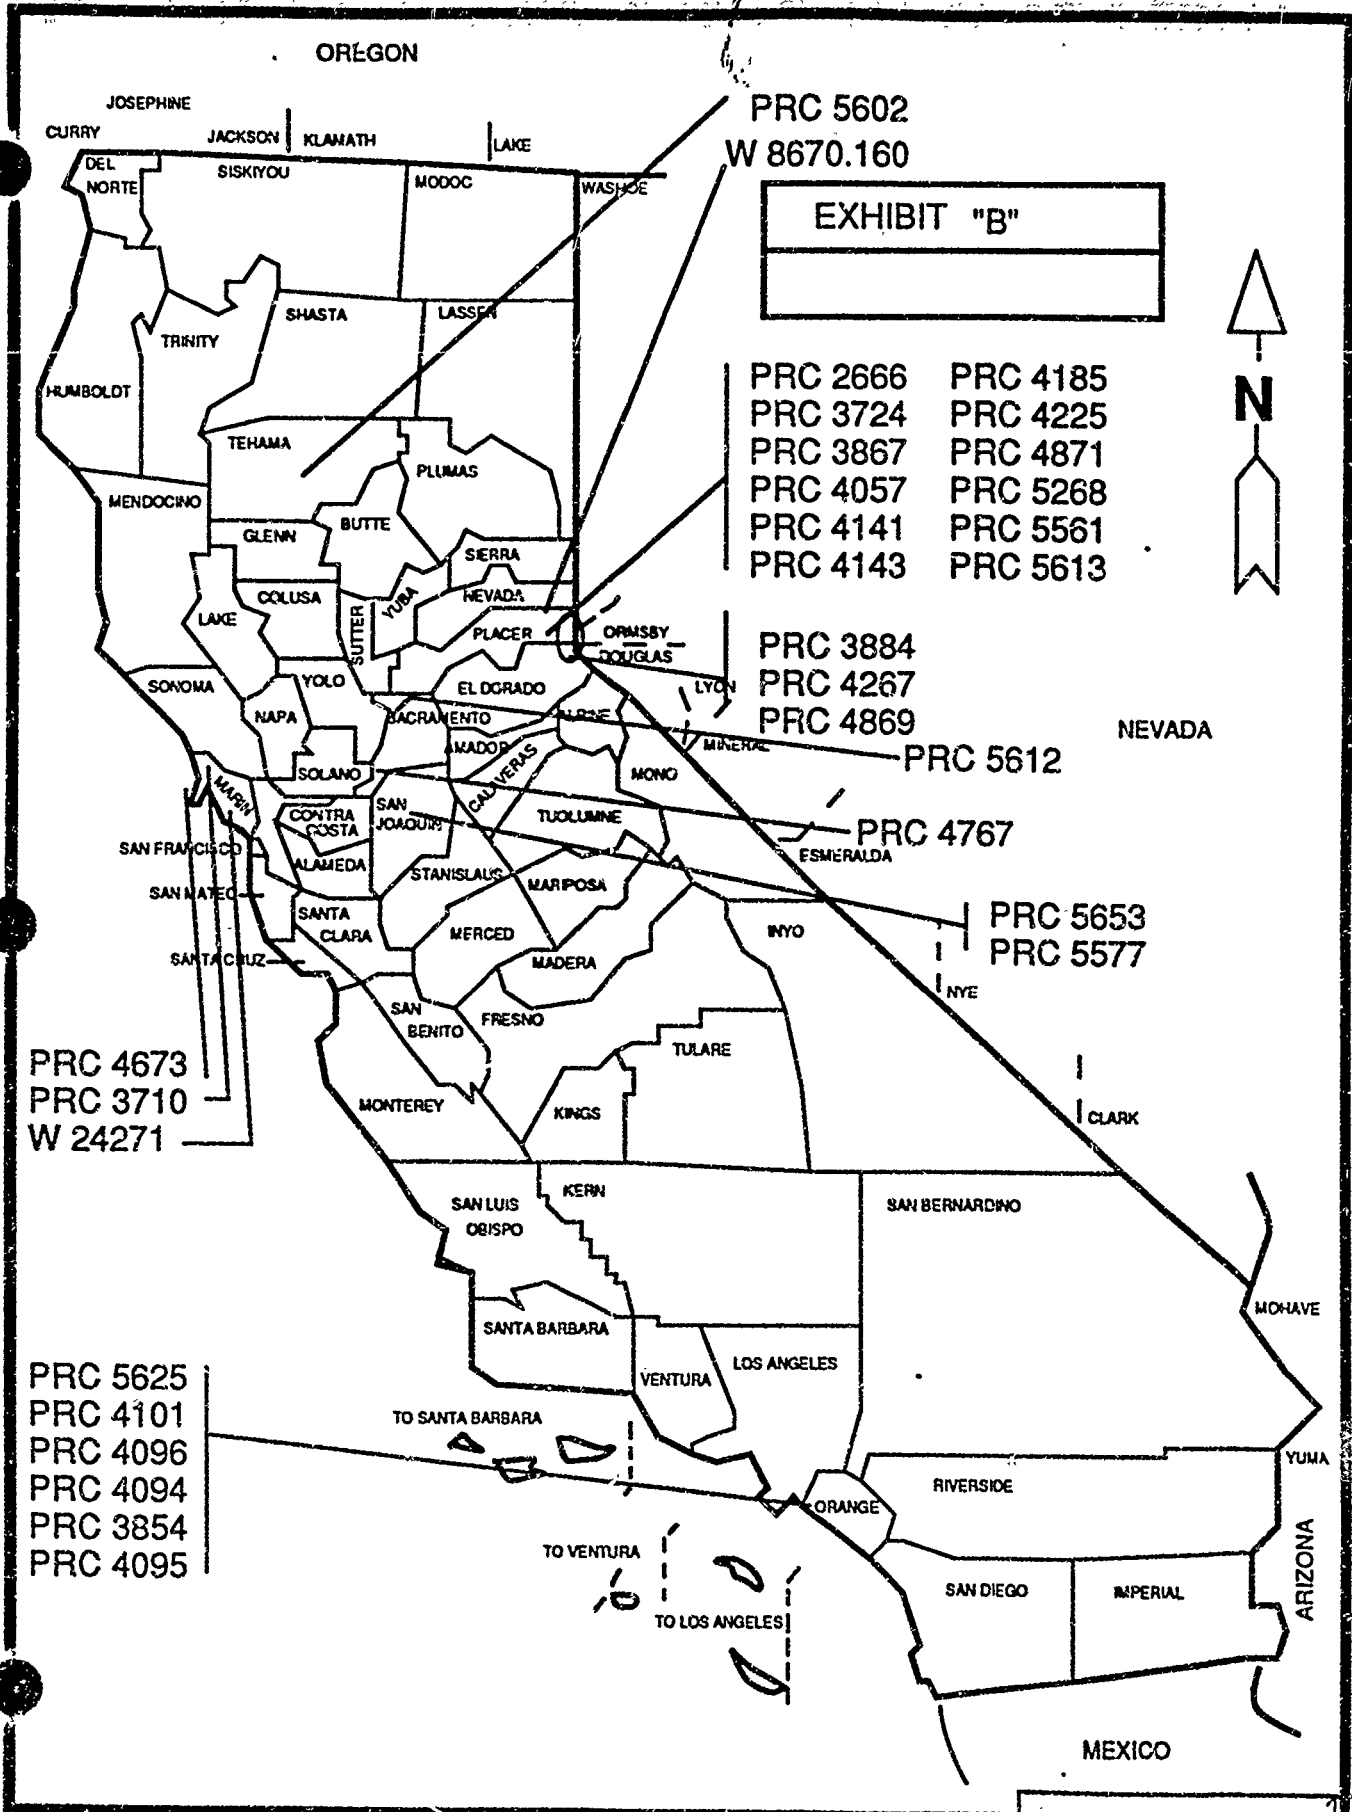 OREGON
JOSEPHINE
CURRY
JACKSON
KLAMATH
LAKE
PRC 5602
W 8670.160
DEL
NORTE
SISKIYOU
MODOC
WASHOE
EXHIBIT "B"
SHASTA
LASSEN
TRINITY
HUMBOLDT
N
PRC 2666 PRC 4185
PRC 3724 PRC 4225
PRC 3867 PRC 4871
PRC 4057 PRC 5268
PRC 4141 PRC 5561
PRC 4143 PRC 5613
TEHAMA
PLUMAS
MENDOCINO
BUTTE
GLENN
SIERRA
COLUSA
YUBA
NEVADA
LAKE
SUTTER
PLACER
ORMSBY
DOUGLAS
PRC 3884
PRC 4267
PRC 4869
SONOMA
YOLO
EL DORADO
LYON
NAPA
SACRAMENTO
ALPINE
NEVADA
AMADOR
MINERAL
PRC 5612
SOLANO
CALAVERAS
MONO
MARIN
CONTRA
COSTA
SAN
JOAQUIN
TUOLUMNE
PRC 4767
SAN FRANCISCO
ALAMEDA
STANISLAUS
ESMERALDA
SAN MATEO
MARIPOSA
SANTA
CLARA
MERCED
INYO
PRC 5653
PRC 5577
SANTA CRUZ
MADERA
NYE
SAN
BENITO
FRESNO
TULARE
PRC 4673
PRC 3710
W 24271
MONTEREY
KINGS
CLARK
SAN LUIS
OBISPO
KERN
SAN BERNARDINO
MOHAVE
SANTA BARBARA
VENTURA
LOS ANGELES
PRC 5625
PRC 4101
PRC 4096
PRC 4094
PRC 3854
PRC 4095
TO SANTA BARBARA
YUMA
RIVERSIDE
ORANGE
TO VENTURA
ARIZONA
SAN DIEGO
IMPERIAL
TO LOS ANGELES
MEXICO